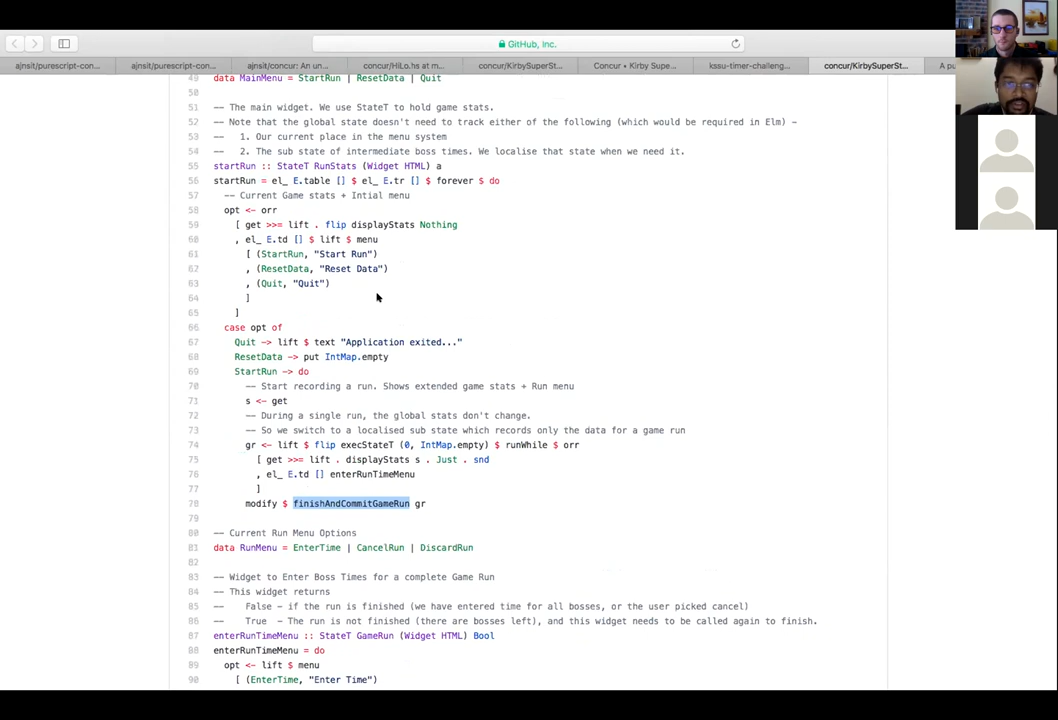 GitHub, Inc.
ajnsit/purescript-con...
ajnsit/purescript-con...
ajnsit/concur: An un...
concur/HiLo.hs at m...
concur/KirbySuperSt...
Concur • Kirby Supe...
kssu-timer-challeng...
concur/KirbySuperSt...
A pu
49 data MainMenu = StartRun | ResetData | Quit
50
51 -- The main widget. We use StateT to hold game stats.
52 -- Note that the global state doesn't need to track either of the following (which would be required in Elm) -
53 --   1. Our current place in the menu system
54 --   2. The sub state of intermediate boss times. We localise that state when we need it.
55 startRun :: StateT RunStats (Widget HTML) a
56 startRun = el_ E.table [] $ el_ E.tr [] $ forever $ do
57   -- Current Game stats + Intial menu
58   opt <- orr
59     [ get >>= lift . flip displayStats Nothing
60     , el_ E.td [] $ lift $ menu
61       [ (StartRun, "Start Run")
62       , (ResetData, "Reset Data")
63       , (Quit, "Quit")
64       ]
65     ]
66   case opt of
67     Quit -> lift $ text "Application exited..."
68     ResetData -> put IntMap.empty
69     StartRun -> do
70       -- Start recording a run. Shows extended game stats + Run menu
71       s <- get
72       -- During a single run, the global stats don't change.
73       -- So we switch to a localised sub state which records only the data for a game run
74       gr <- lift $ flip execStateT (0, IntMap.empty) $ runWhile $ orr
75         [ get >>= lift . displayStats s . Just . snd
76         , el_ E.td [] enterRunTimeMenu
77         ]
78       modify $ finishAndCommitGameRun gr
79
80 -- Current Run Menu Options
81 data RunMenu = EnterTime | CancelRun | DiscardRun
82
83 -- Widget to Enter Boss Times for a complete Game Run
84 -- This widget returns
85 --    False - if the run is finished (we have entered time for all bosses, or the user picked cancel)
86 --    True  - The run is not finished (there are bosses left), and this widget needs to be called again to finish.
87 enterRunTimeMenu :: StateT GameRun (Widget HTML) Bool
88 enterRunTimeMenu = do
89   opt <- lift $ menu
90     [ (EnterTime, "Enter Time")